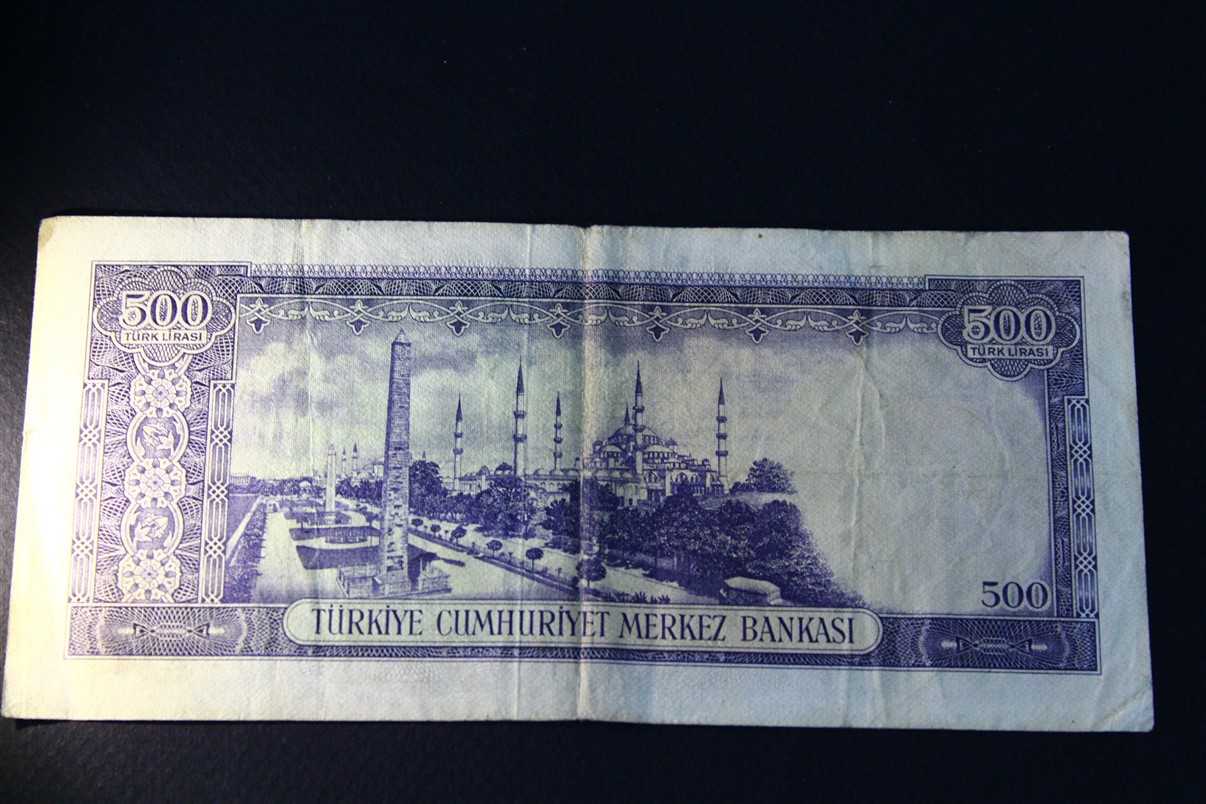 500
TÜRK LİRASI
500
TÜRK LİRASI
500
TÜRKİYE CUMHURİYET MERKEZ BANKASI